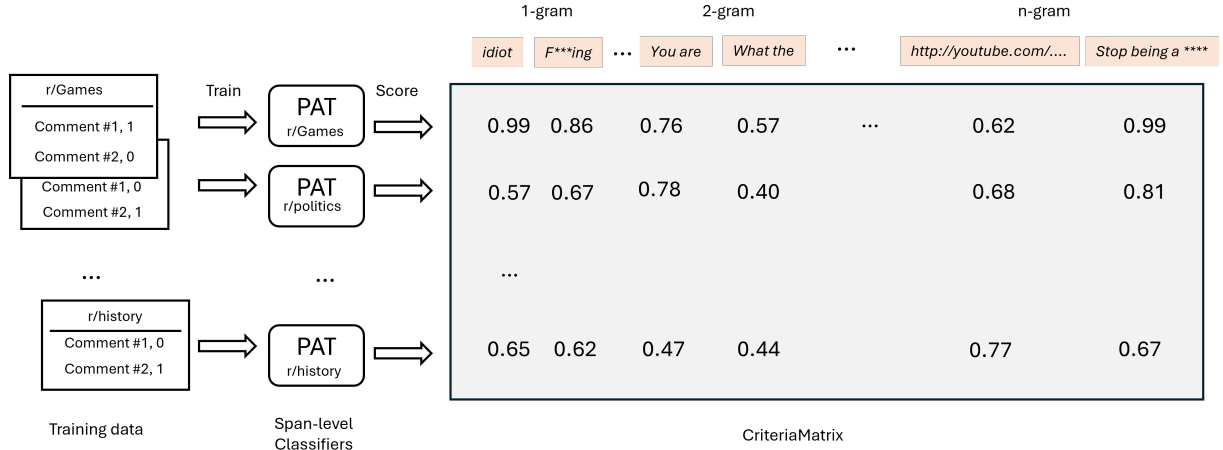 1-gram 2-gram n-gram
idiot F***ing ... You are What the ... http://youtube.com/.... Stop being a ****
r/Games
Comment #1, 1
Comment #2, 0
Comment #1, 0
Comment #2, 1
...
r/history
Comment #1, 0
Comment #2, 1
Training data
Train
Score
PAT
r/Games
PAT
r/politics
...
PAT
r/history
Span-level
Classifiers
0.99 0.86 0.76 0.57 ... 0.62 0.99
0.57 0.67 0.78 0.40 0.68 0.81
...
0.65 0.62 0.47 0.44 0.77 0.67
CriteriaMatrix